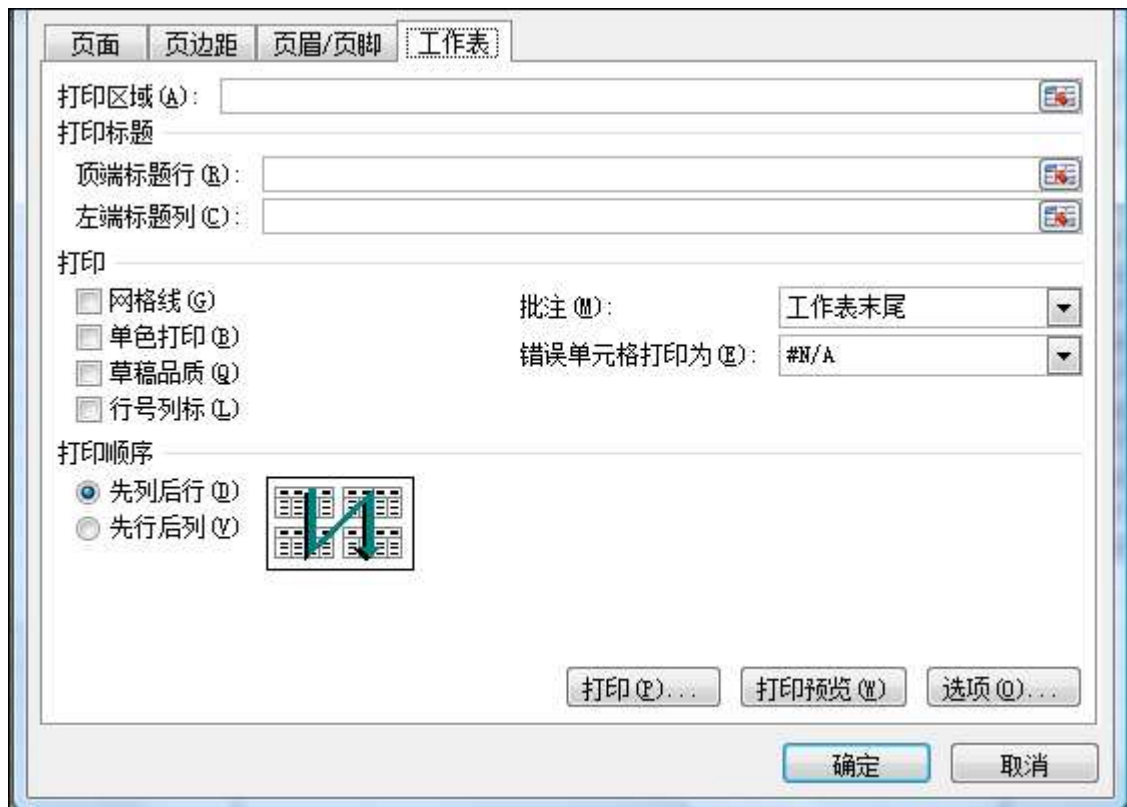 页面 页边距 页眉/页脚 工作表
打印区域(A):
打印标题
顶端标题行(R):
左端标题列(C):
打印
网格线(G) 批注(M): 工作表末尾
单色打印(B) 错误单元格打印为(E): #N/A
草稿品质(Q)
行号列标(L)
打印顺序
先列后行(D)
先行后列(V)
打印(P)... 打印预览(W) 选项(O)...
确定 取消